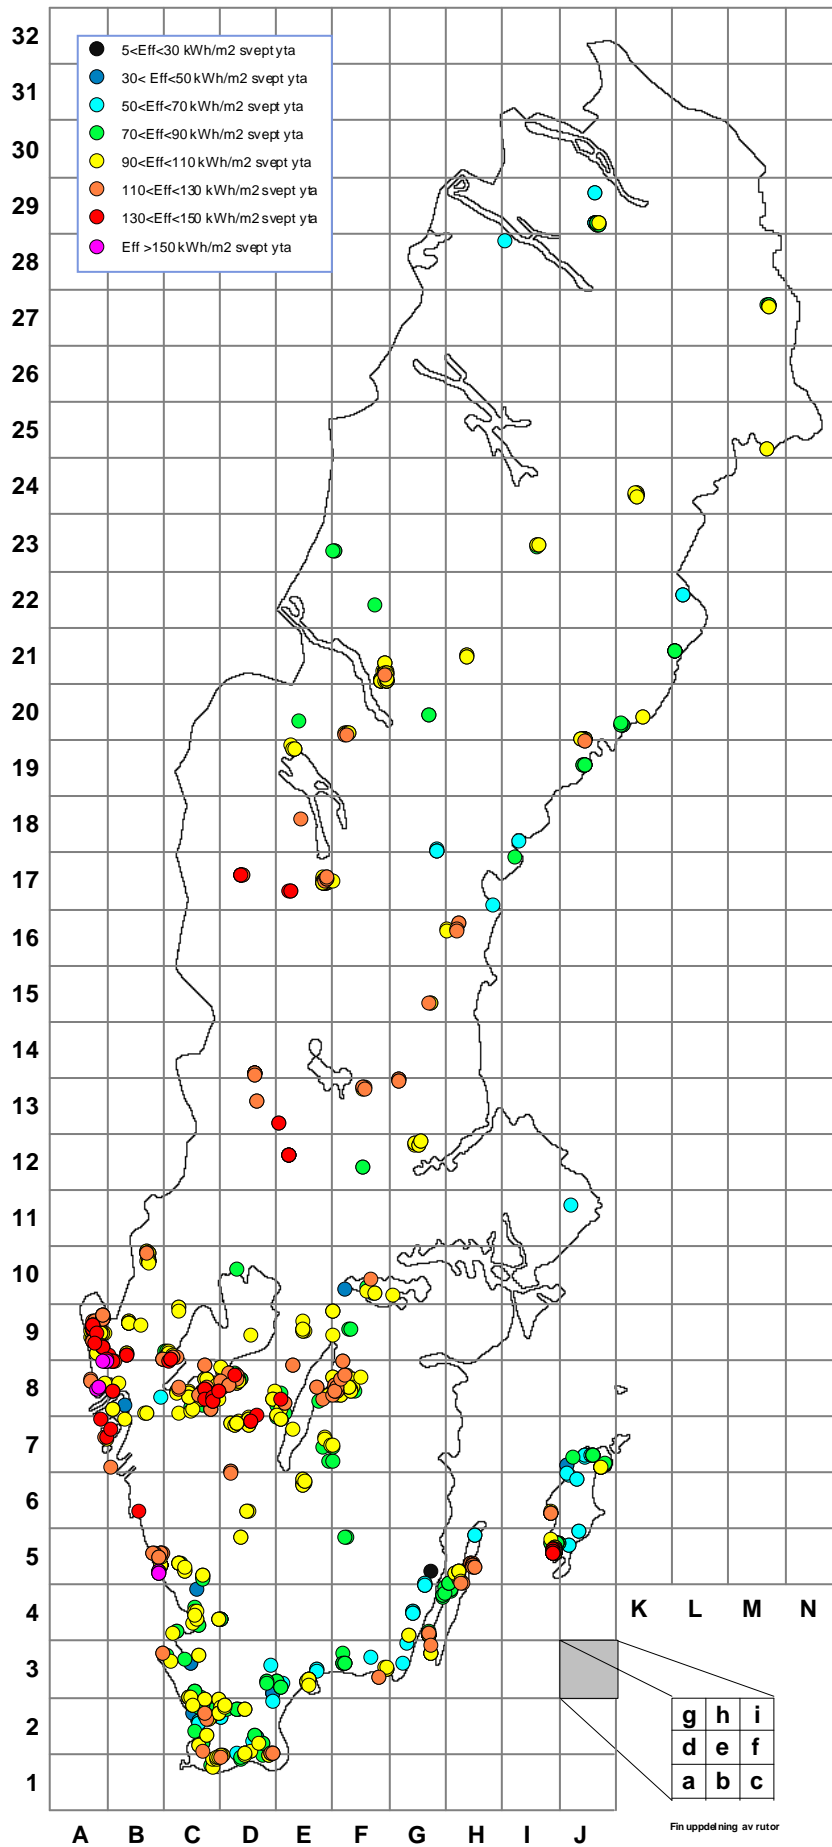 32
31
30
29
28
27
26
25
24
23
22
21
20
19
18
17
16
15
14
13
12
11
10
9
8
7
6
5
4
3
2
1
5<Eff<30 kWh/m2 svept yta
30< Eff<50 kWh/m2 svept yta
50<Eff<70 kWh/m2 svept yta
70<Eff<90 kWh/m2 svept yta
90<Eff<110 kWh/m2 svept yta
110<Eff<130 kWh/m2 svept yta
130<Eff<150 kWh/m2 svept yta
Eff >150 kWh/m2 svept yta
K L M N
g h i
d e f
a b c
Fin uppdelning av rutor
A B C D E F G H I J